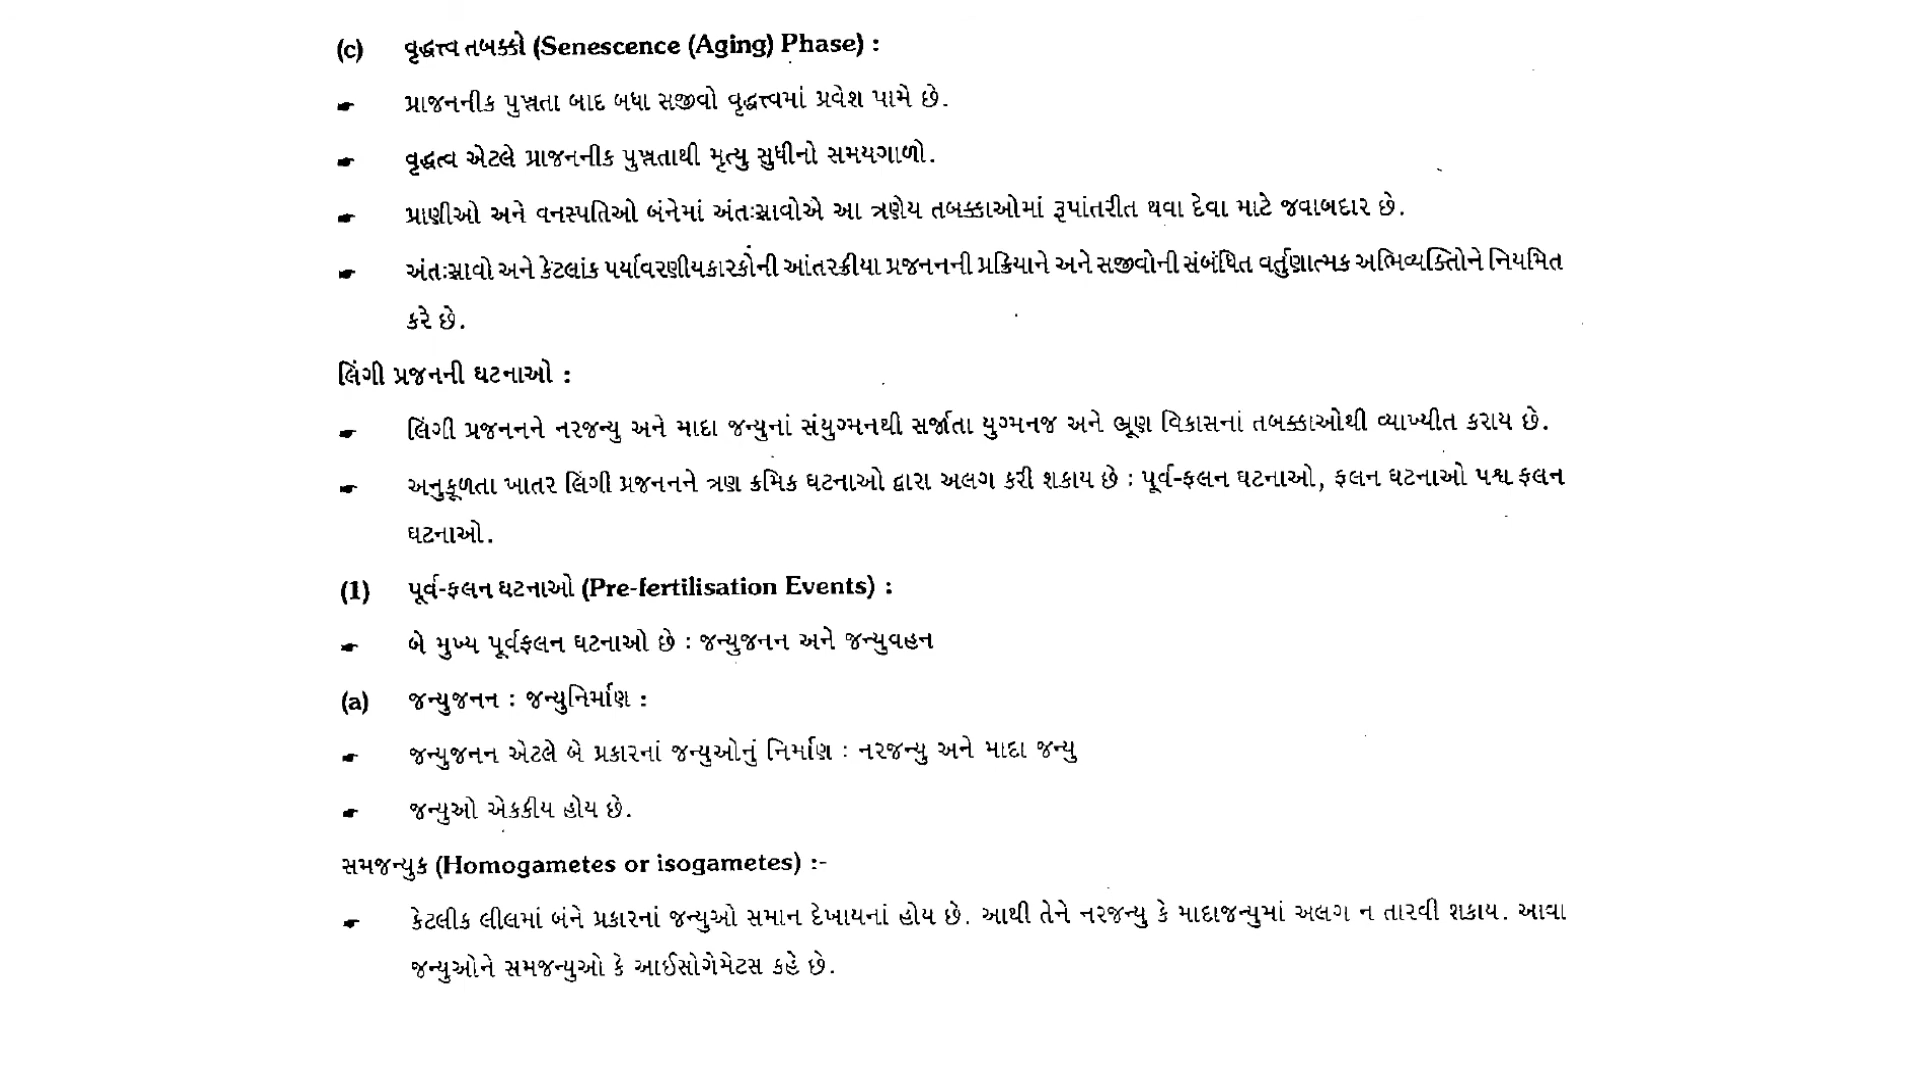 (c) વૃદ્ધત્ત્વ તબક્કો (Senescence (Aging) Phase) :
☛ પ્રાજનનીક પુખ્તતા બાદ બધા સજીવો વૃદ્ધત્ત્વમાં પ્રવેશ પામે છે.
☛ વૃદ્ધત્વ એટલે પ્રાજનનીક પુખ્તતાથી મૃત્યુ સુધીનો સમયગાળો.
☛ પ્રાણીઓ અને વનસ્પતિઓ બંનેમાં અંતઃસ્રાવોએ આ ત્રણેય તબક્કાઓમાં રૂપાંતરીત થવા દેવા માટે જવાબદાર છે.
☛ અંતઃસ્રાવો અને કેટલાંક પર્યાવરણીયકારકોની આંતરક્રીયા પ્રજનનની પ્રક્રિયાને અને સજીવોની સંબંધિત વર્તુણાત્મક અભિવ્યક્તિોને નિયમિત
કરે છે.
લિંગી પ્રજનની ઘટનાઓ :
☛ લિંગી પ્રજનનને નરજન્યુ અને માદા જન્યુનાં સંયુગ્મનથી સર્જાતા યુગ્મનજ અને ભ્રૂણ વિકાસનાં તબક્કાઓથી વ્યાખ્યીત કરાય છે.
☛ અનુકૂળતા ખાતર લિંગી પ્રજનનને ત્રણ ક્રમિક ઘટનાઓ દ્વારા અલગ કરી શકાય છે : પૂર્વ-ફલન ઘટનાઓ, ફલન ઘટનાઓ પશ્ચ ફલન
ઘટનાઓ.
(1) પૂર્વ-ફલન ઘટનાઓ (Pre-fertilisation Events) :
☛ બે મુખ્ય પૂર્વફલન ઘટનાઓ છે : જન્યુજનન અને જન્યુવહન
(a) જન્યુજનન : જન્યુનિર્માણ :
☛ જન્યુજનન એટલે બે પ્રકારનાં જન્યુઓનું નિર્માણ : નરજન્યુ અને માદા જન્યુ
☛ જન્યુઓ એકકીય હોય છે.
સમજન્યુક (Homogametes or isogametes) :-
☛ કેટલીક લીલમાં બંને પ્રકારનાં જન્યુઓ સમાન દેખાયનાં હોય છે. આથી તેને નરજન્યુ કે માદાજન્યુમાં અલગ ન તારવી શકાય. આવા
જન્યુઓને સમજન્યુઓ કે આઈસોગેમેટસ કહે છે.